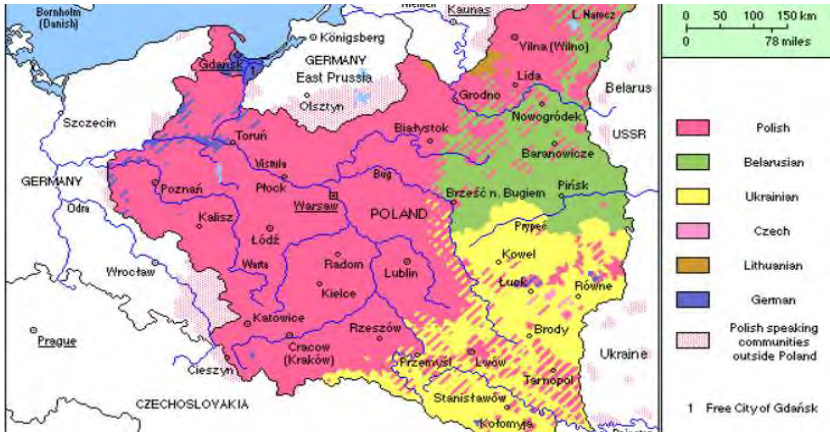 Bornholm
(Danish)
Kaunas
L. Narocz
0 50 100 150 km
0 78 miles
Königsberg
Vilna (Wilno)
Gdańsk
1
GERMANY
East Prussia
Lida
Belarus
Olsztyn
Grodno
Nowogródek
USSR
Szczecin
Toruń
Białystok
Baranowicze
Polish
Belarusian
Vistula
GERMANY
Poznań
Płock
Bug
Brześć n. Bugiem
Pińsk
Ukrainian
Warsaw
POLAND
Odra
Kalisz
Łódź
Prypeć
Czech
Kowel
Wrocław
Warta
Radom
Lublin
Łuck
Równe
Lithuanian
Kielce
German
Katowice
Rzeszów
Brody
Prague
Cracow
(Kraków)
Przemyśl
Lwów
Ukraine
Polish speaking
communities
outside Poland
Cieszyn
Tarnopol
Stanisławów
CZECHOSLOYAKIA
Kołomyja
1 Free City of Gdańsk